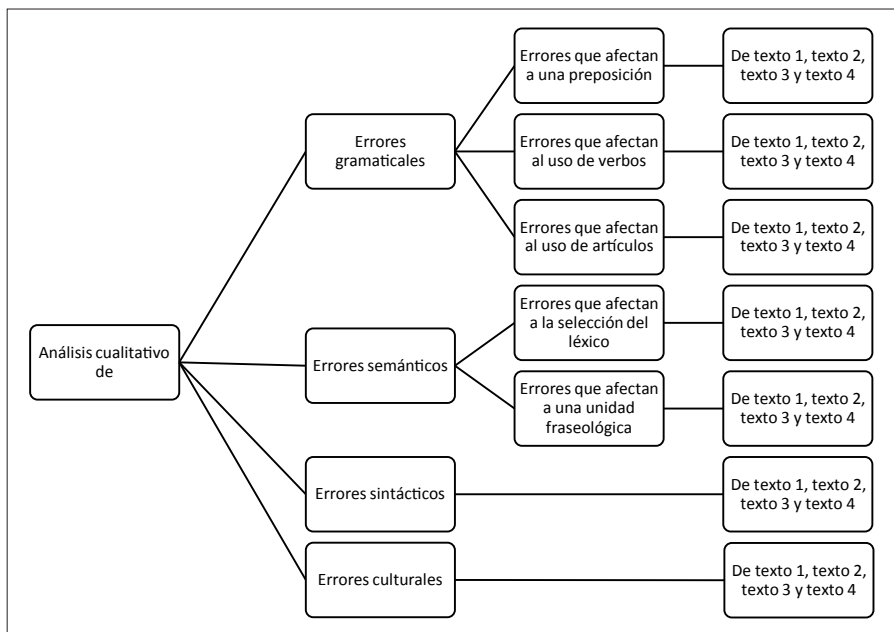 Análisis cualitativo
de
Errores
gramaticales
Errores que afectan
a una preposición
De texto 1, texto 2,
texto 3 y texto 4
Errores que afectan
al uso de verbos
De texto 1, texto 2,
texto 3 y texto 4
Errores que afectan
al uso de artículos
De texto 1, texto 2,
texto 3 y texto 4
Errores semánticos
Errores que afectan
a la selección del
léxico
De texto 1, texto 2,
texto 3 y texto 4
Errores que afectan
a una unidad
fraseológica
De texto 1, texto 2,
texto 3 y texto 4
Errores sintácticos
De texto 1, texto 2,
texto 3 y texto 4
Errores culturales
De texto 1, texto 2,
texto 3 y texto 4